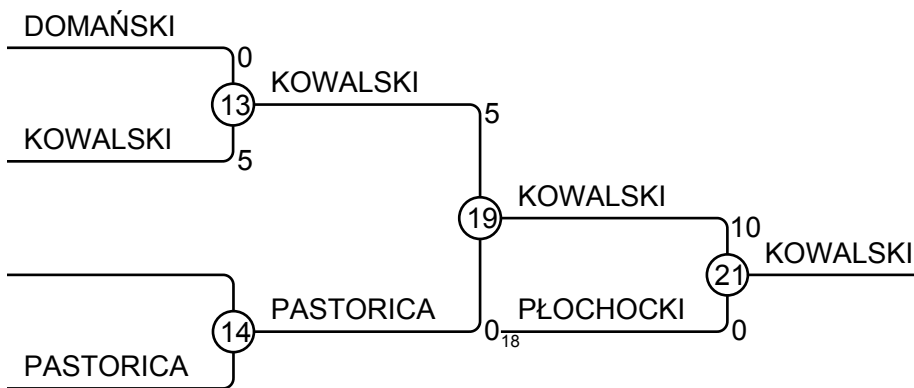 DOMAŃSKI
0
13
KOWALSKI
5
KOWALSKI
5
19
KOWALSKI
10
21
KOWALSKI
14
PASTORICA
0
18
PŁOCHOCKI
0
PASTORICA